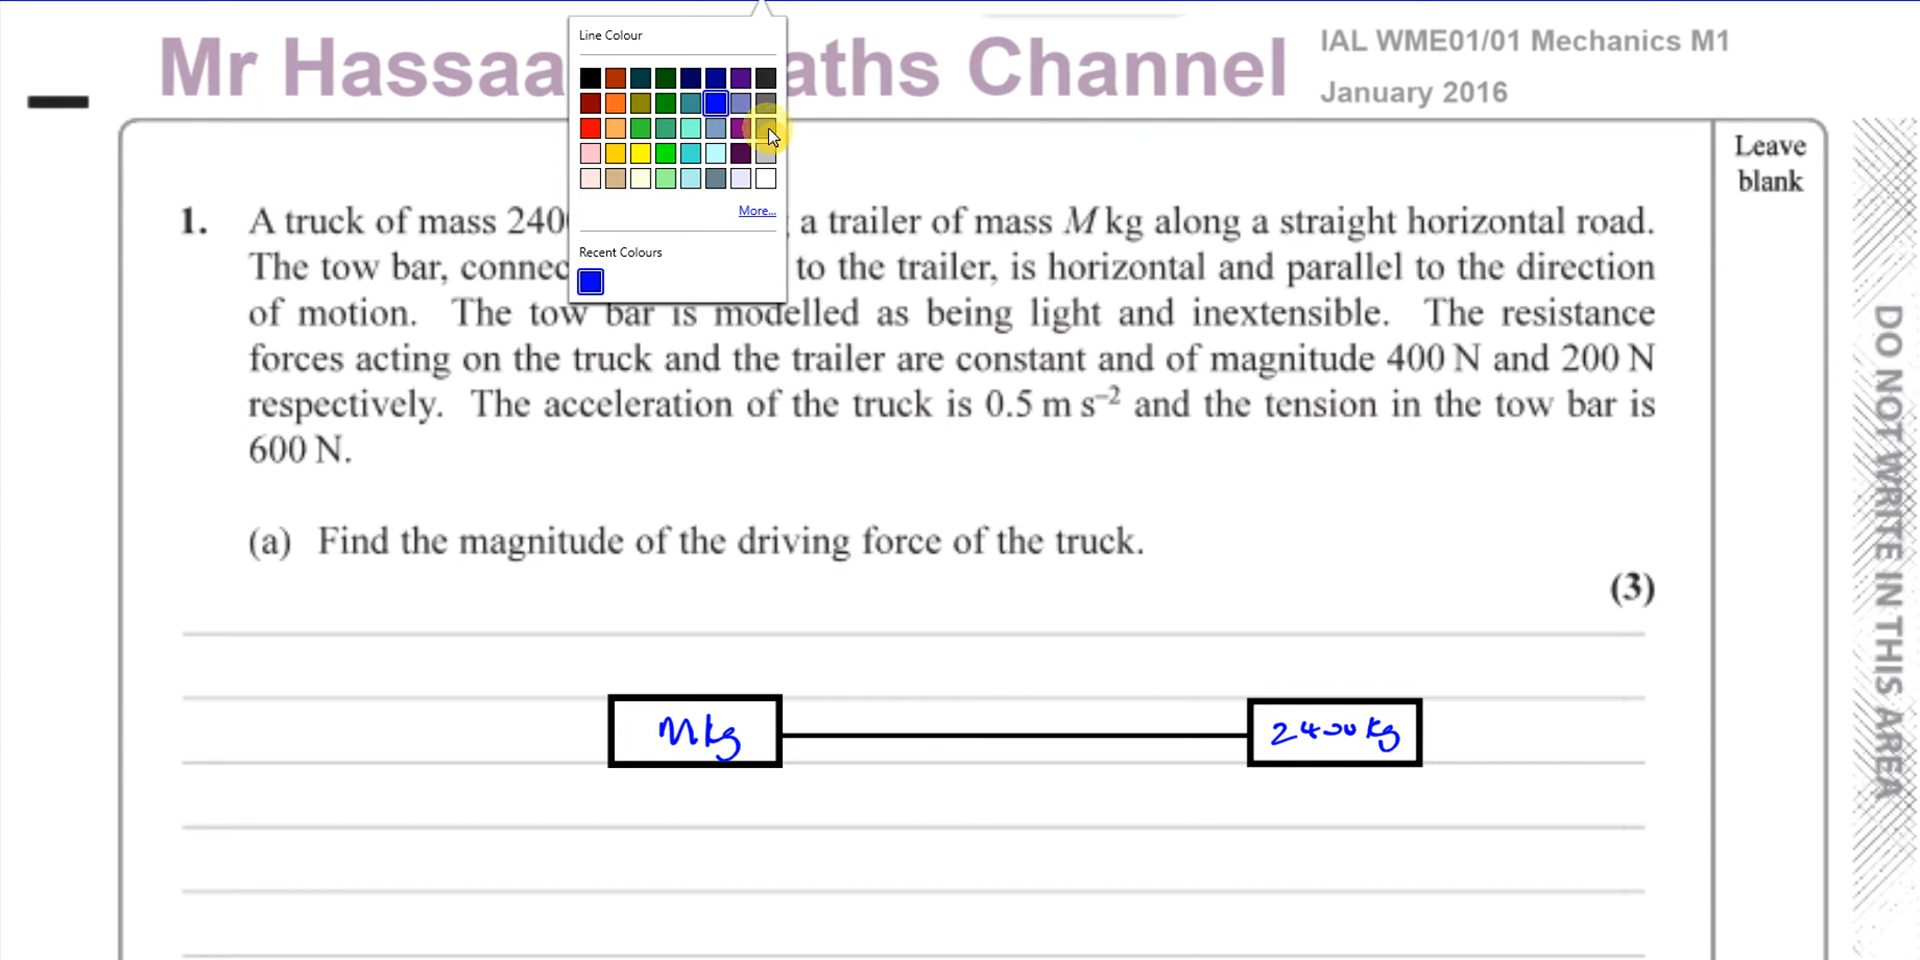 Mr Hassaa aths Channel
IAL WME01/01 Mechanics M1
January 2016
Line Colour
More...
Recent Colours
Leave
blank
1. A truck of mass 240 a trailer of mass M kg along a straight horizontal road.
The tow bar, connec to the trailer, is horizontal and parallel to the direction
of motion. The tow bar is modelled as being light and inextensible. The resistance
forces acting on the truck and the trailer are constant and of magnitude 400 N and 200 N
respectively. The acceleration of the truck is 0.5 m s⁻² and the tension in the tow bar is
600 N.
(a) Find the magnitude of the driving force of the truck.
(3)
Mkg
2400kg
DO NOT WRITE IN THIS AREA